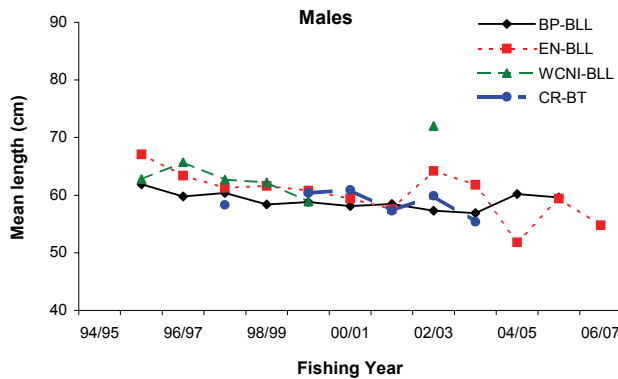 Males
BP-BLL
EN-BLL
WCNI-BLL
CR-BT
Mean length (cm)
90
80
70
60
50
40
94/95 96/97 98/99 00/01 02/03 04/05 06/07
Fishing Year